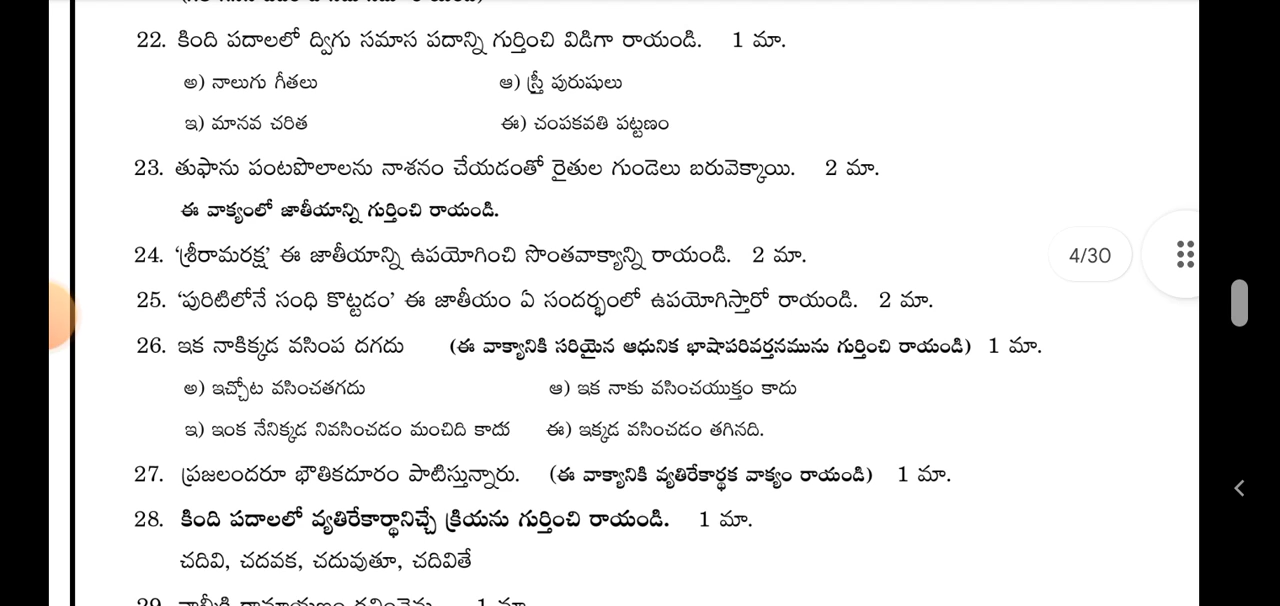 22. కింది పదాలలో ద్విగు సమాస పదాన్ని గుర్తించి విడిగా రాయండి. 1 మా.
అ) నాలుగు గీతలు ఆ) స్త్రీ పురుషులు
ఇ) మానవ చరిత ఈ) చంపకవతి పట్టణం
23. తుఫాను పంటపొలాలను నాశనం చేయడంతో రైతుల గుండెలు బరువెక్కాయి. 2 మా.
ఈ వాక్యంలో జాతీయాన్ని గుర్తించి రాయండి.
24. ‘శ్రీరామరక్ష’ ఈ జాతీయాన్ని ఉపయోగించి సొంతవాక్యాన్ని రాయండి. 2 మా.
4/30
25. ‘పురిటిలోనే సంధి కొట్టడం’ ఈ జాతీయం ఏ సందర్భంలో ఉపయోగిస్తారో రాయండి. 2 మా.
26. ఇక నాకిక్కడ వసింప దగదు (ఈ వాక్యానికి సరియైన ఆధునిక భాషాపరివర్తనమును గుర్తించి రాయండి) 1 మా.
అ) ఇచ్చోట వసించతగదు ఆ) ఇక నాకు వసించయుక్తం కాదు
ఇ) ఇంక నేనిక్కడ నివసించడం మంచిది కాదు ఈ) ఇక్కడ వసించడం తగినది.
27. ప్రజలందరూ భౌతికదూరం పాటిస్తున్నారు. (ఈ వాక్యానికి వ్యతిరేకార్థక వాక్యం రాయండి) 1 మా.
28. కింది పదాలలో వ్యతిరేకార్థానిచ్చే క్రియను గుర్తించి రాయండి. 1 మా.
చదివి, చదవక, చదువుతూ, చదివితే